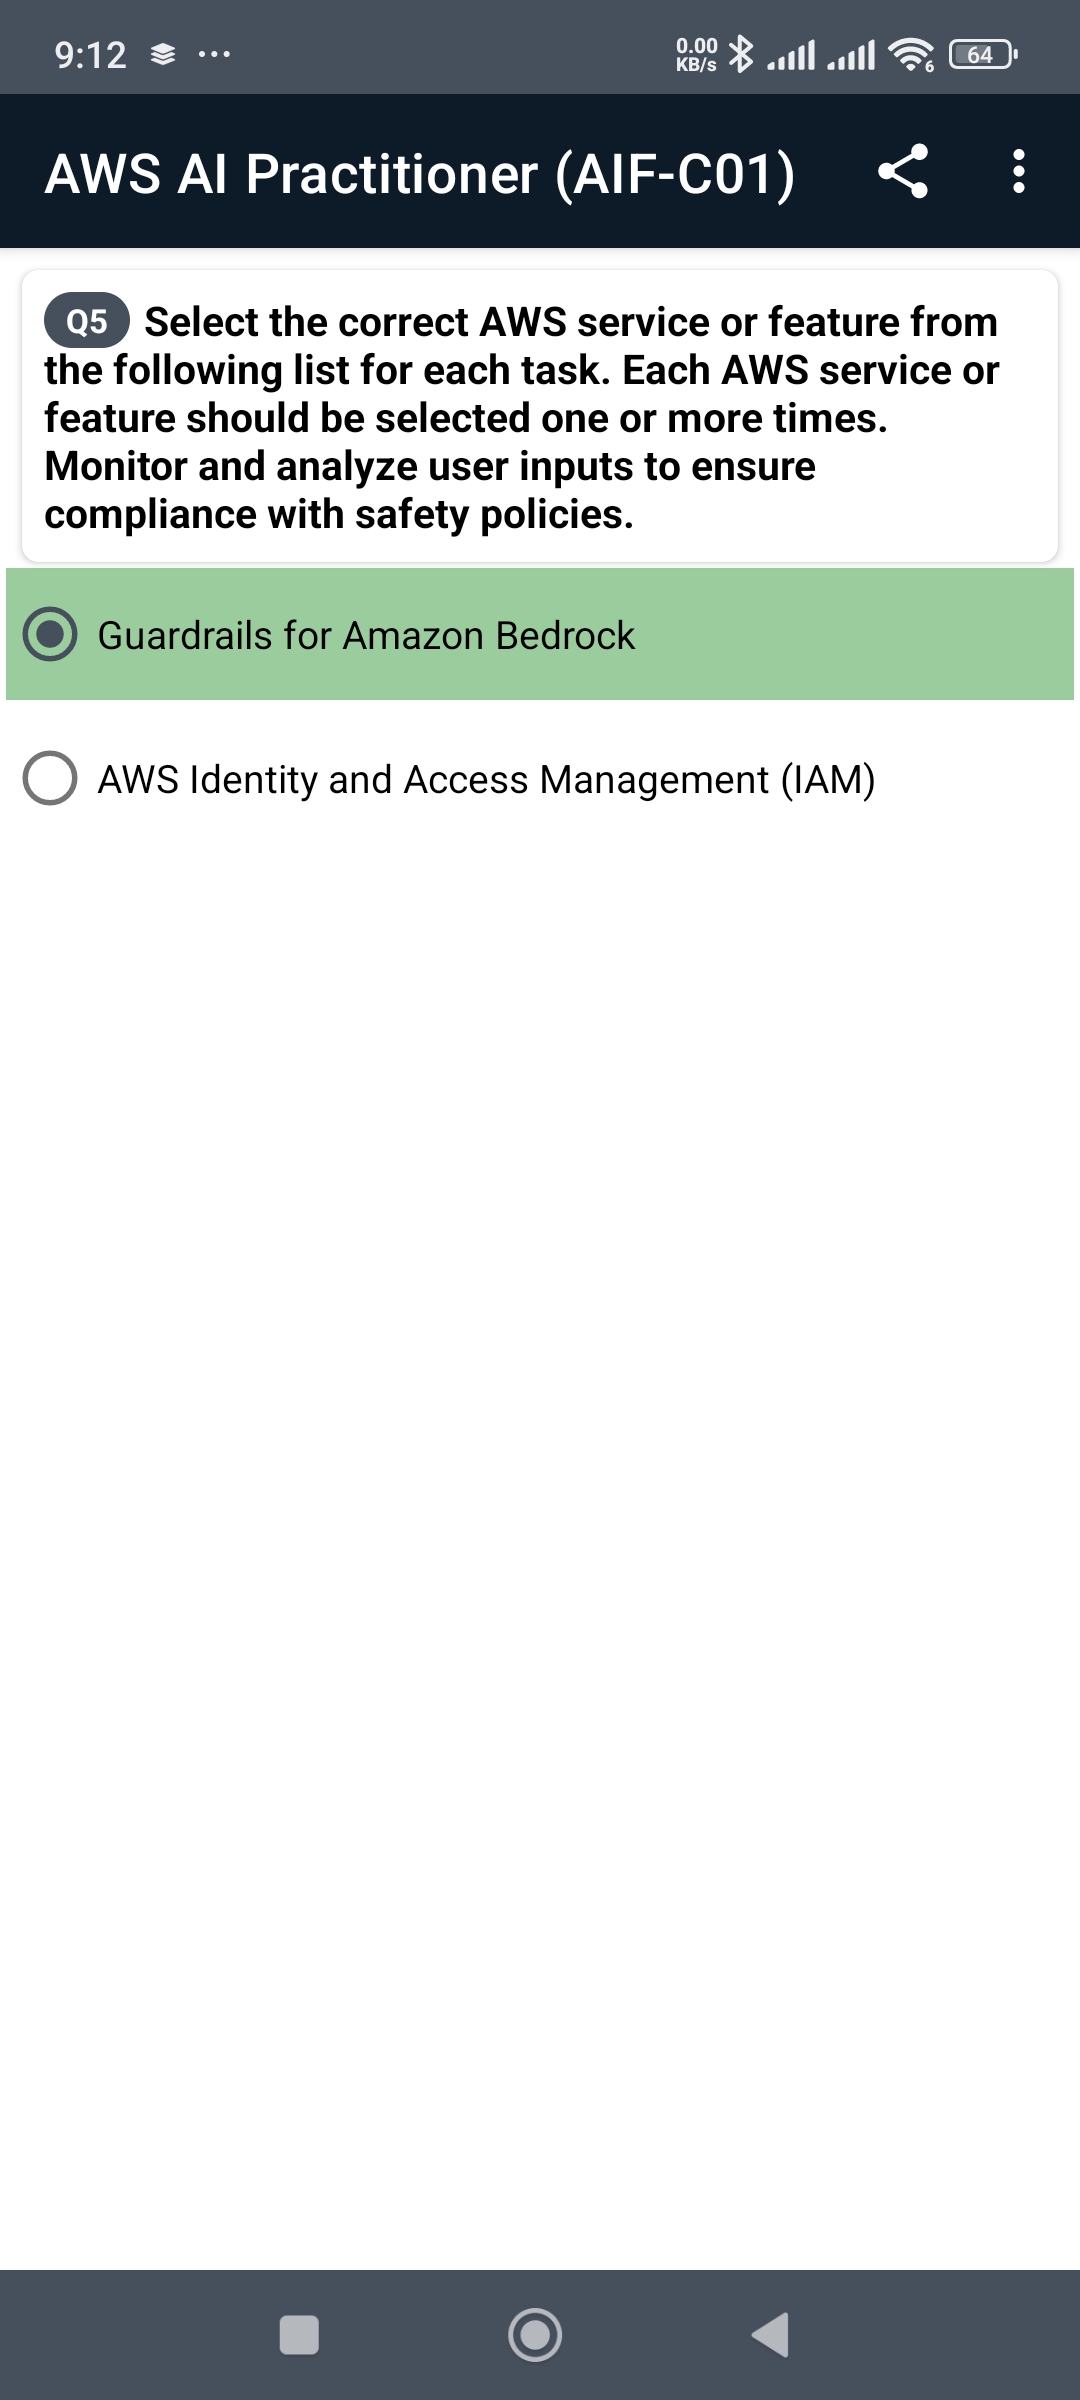 9:12
0.00
KB/s
6
64
AWS AI Practitioner (AIF-C01)
Q5 Select the correct AWS service or feature from
the following list for each task. Each AWS service or
feature should be selected one or more times.
Monitor and analyze user inputs to ensure
compliance with safety policies.
Guardrails for Amazon Bedrock
AWS Identity and Access Management (IAM)